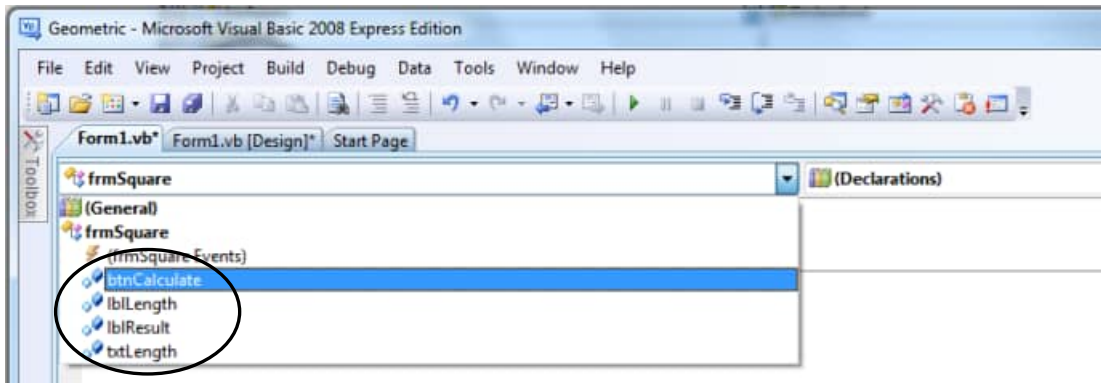 Geometric - Microsoft Visual Basic 2008 Express Edition
File Edit View Project Build Debug Data Tools Window Help
Toolbox
Form1.vb* Form1.vb [Design]* Start Page
frmSquare (Declarations)
(General)
frmSquare
(frmSquare Events)
btnCalculate
lblLength
lblResult
txtLength